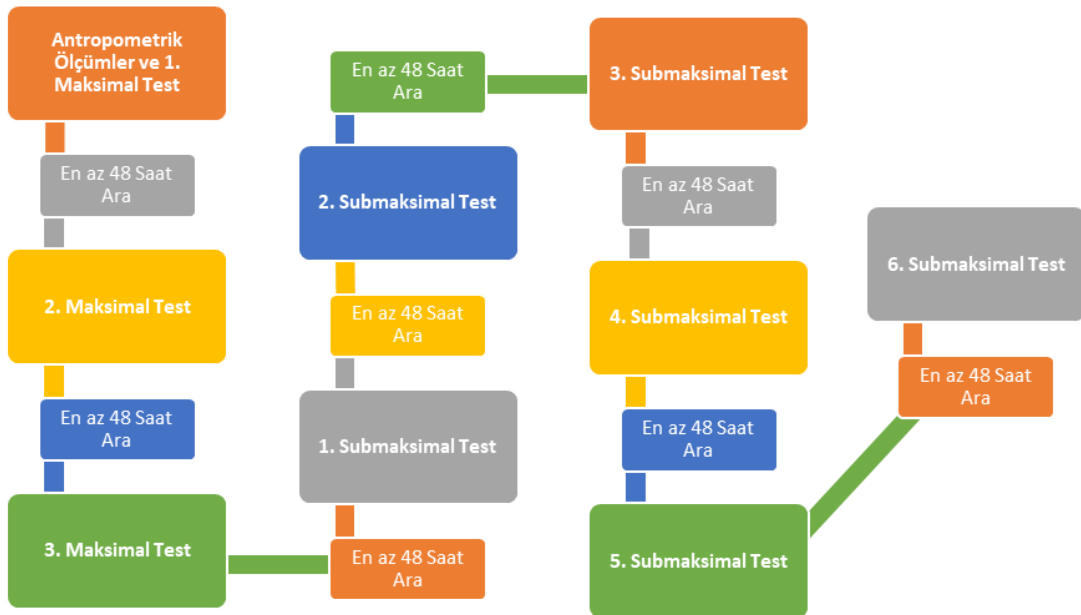 Antropometrik
Ölçümler ve 1.
Maksimal Test
En az 48 Saat
Ara
2. Maksimal Test
En az 48 Saat
Ara
3. Maksimal Test
En az 48 Saat
Ara
1. Submaksimal Test
En az 48 Saat
Ara
2. Submaksimal Test
En az 48 Saat
Ara
3. Submaksimal Test
En az 48 Saat
Ara
4. Submaksimal Test
En az 48 Saat
Ara
5. Submaksimal Test
En az 48 Saat
Ara
6. Submaksimal Test